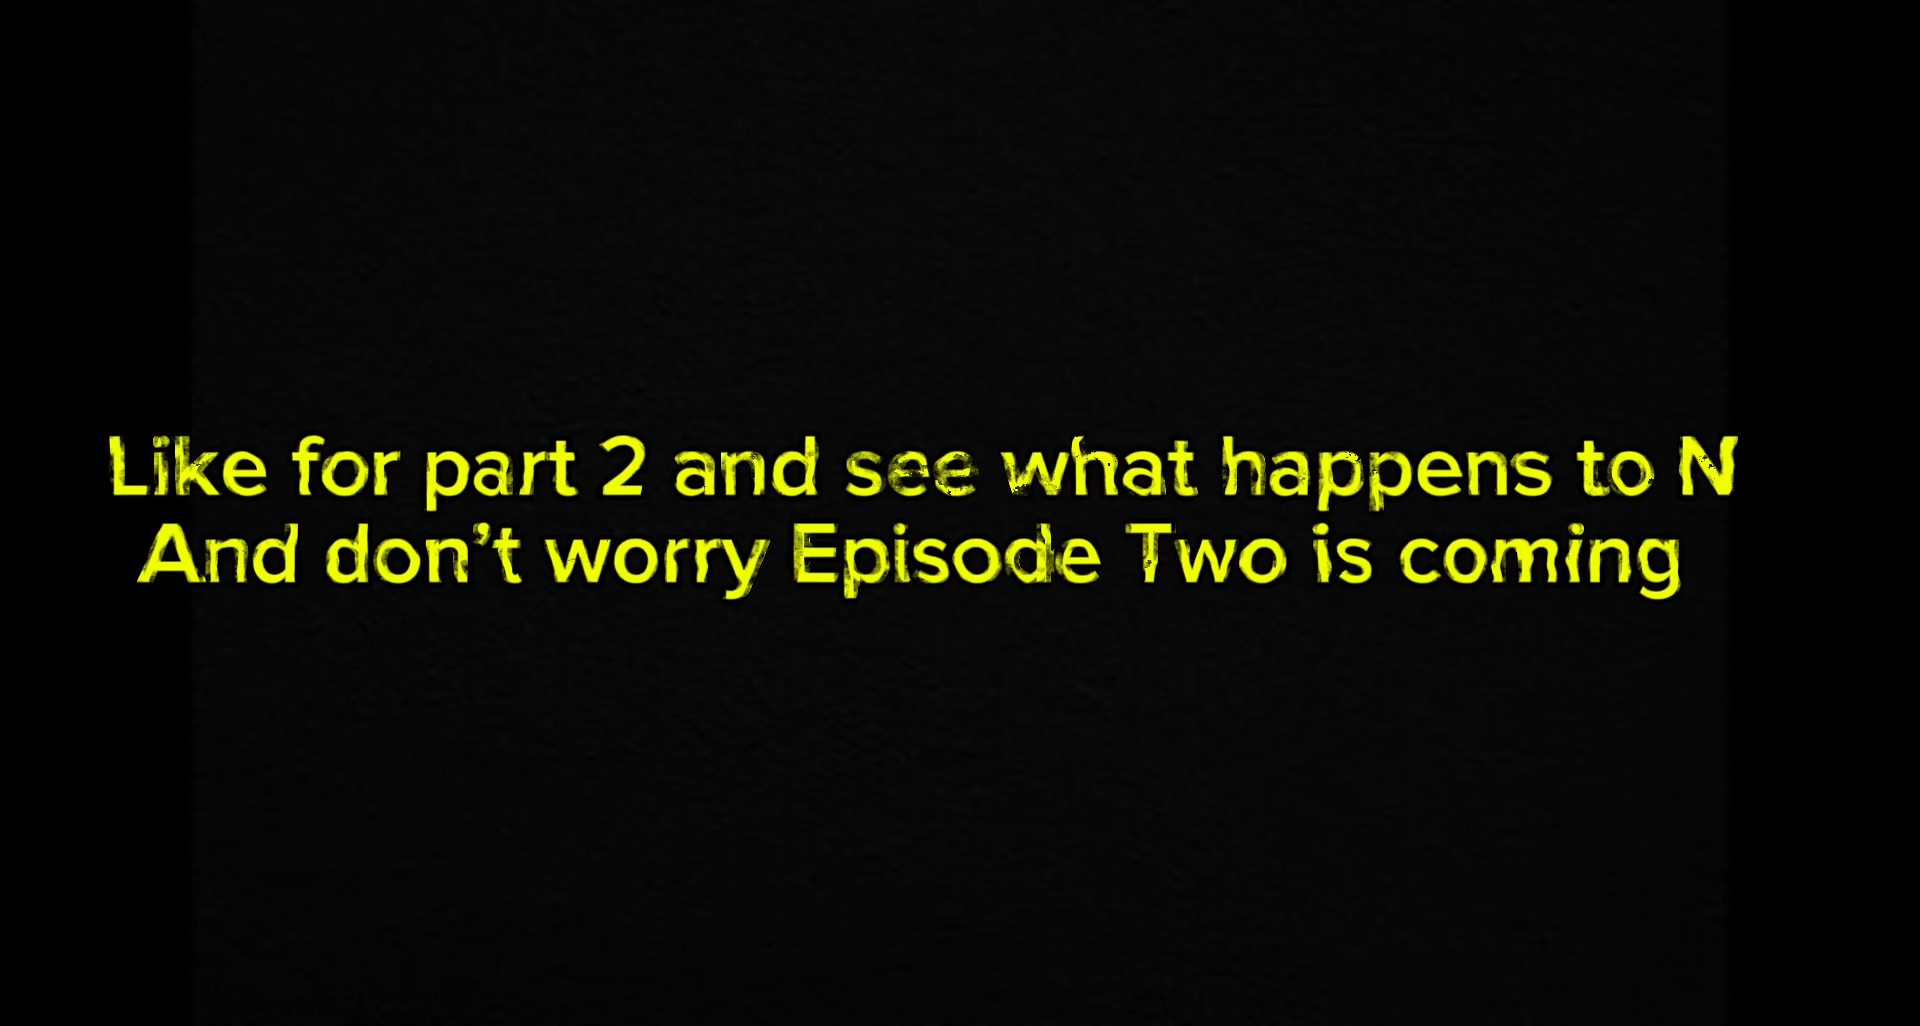 Like for part 2 and see what happens to N
And don’t worry Episode Two is coming